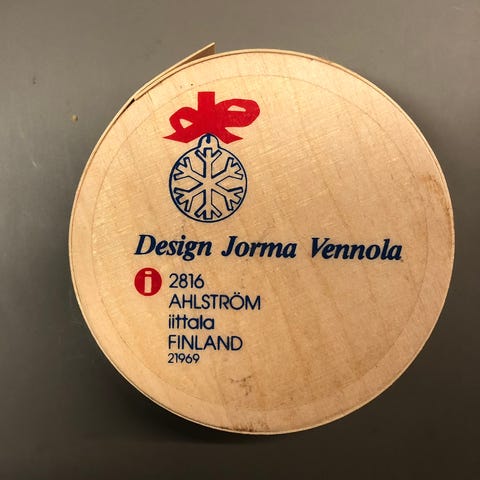 Design Jorma Vennola
i 2816
AHLSTRÖM
iittala
FINLAND
21969